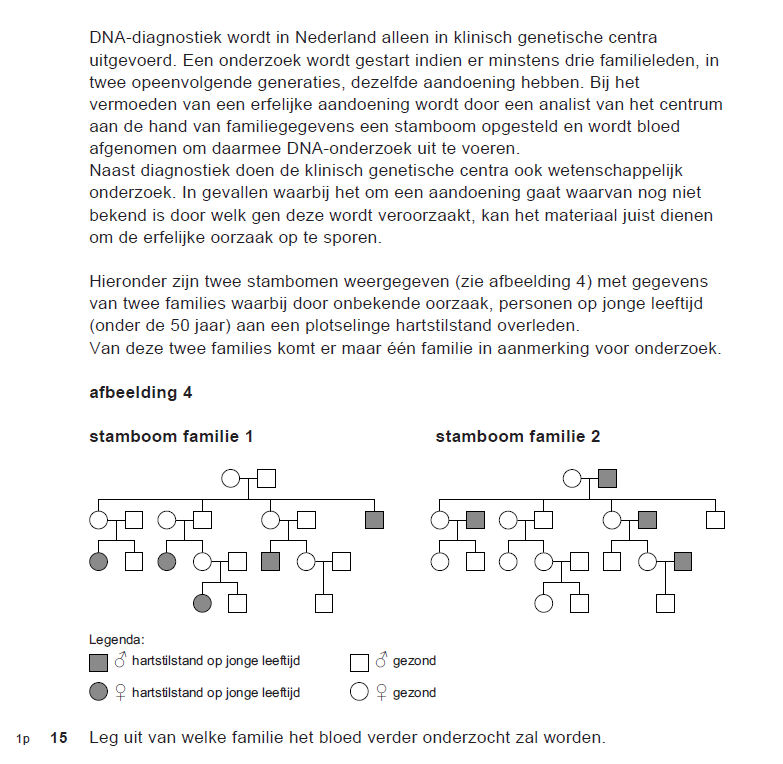 DNA-diagnostiek wordt in Nederland alleen in klinisch genetische centra
uitgevoerd. Een onderzoek wordt gestart indien er minstens drie familieleden, in
twee opeenvolgende generaties, dezelfde aandoening hebben. Bij het
vermoeden van een erfelijke aandoening wordt door een analist van het centrum
aan de hand van familiegegevens een stamboom opgesteld en wordt bloed
afgenomen om daarmee DNA-onderzoek uit te voeren.
Naast diagnostiek doen de klinisch genetische centra ook wetenschappelijk
onderzoek. In gevallen waarbij het om een aandoening gaat waarvan nog niet
bekend is door welk gen deze wordt veroorzaakt, kan het materiaal juist dienen
om de erfelijke oorzaak op te sporen.
Hieronder zijn twee stambomen weergegeven (zie afbeelding 4) met gegevens
van twee families waarbij door onbekende oorzaak, personen op jonge leeftijd
(onder de 50 jaar) aan een plotselinge hartstilstand overleden.
Van deze twee families komt er maar één familie in aanmerking voor onderzoek.
afbeelding 4
stamboom familie 1 stamboom familie 2
Legenda:
♂ hartstilstand op jonge leeftijd ♂ gezond
♀ hartstilstand op jonge leeftijd ♀ gezond
1p 15 Leg uit van welke familie het bloed verder onderzocht zal worden.